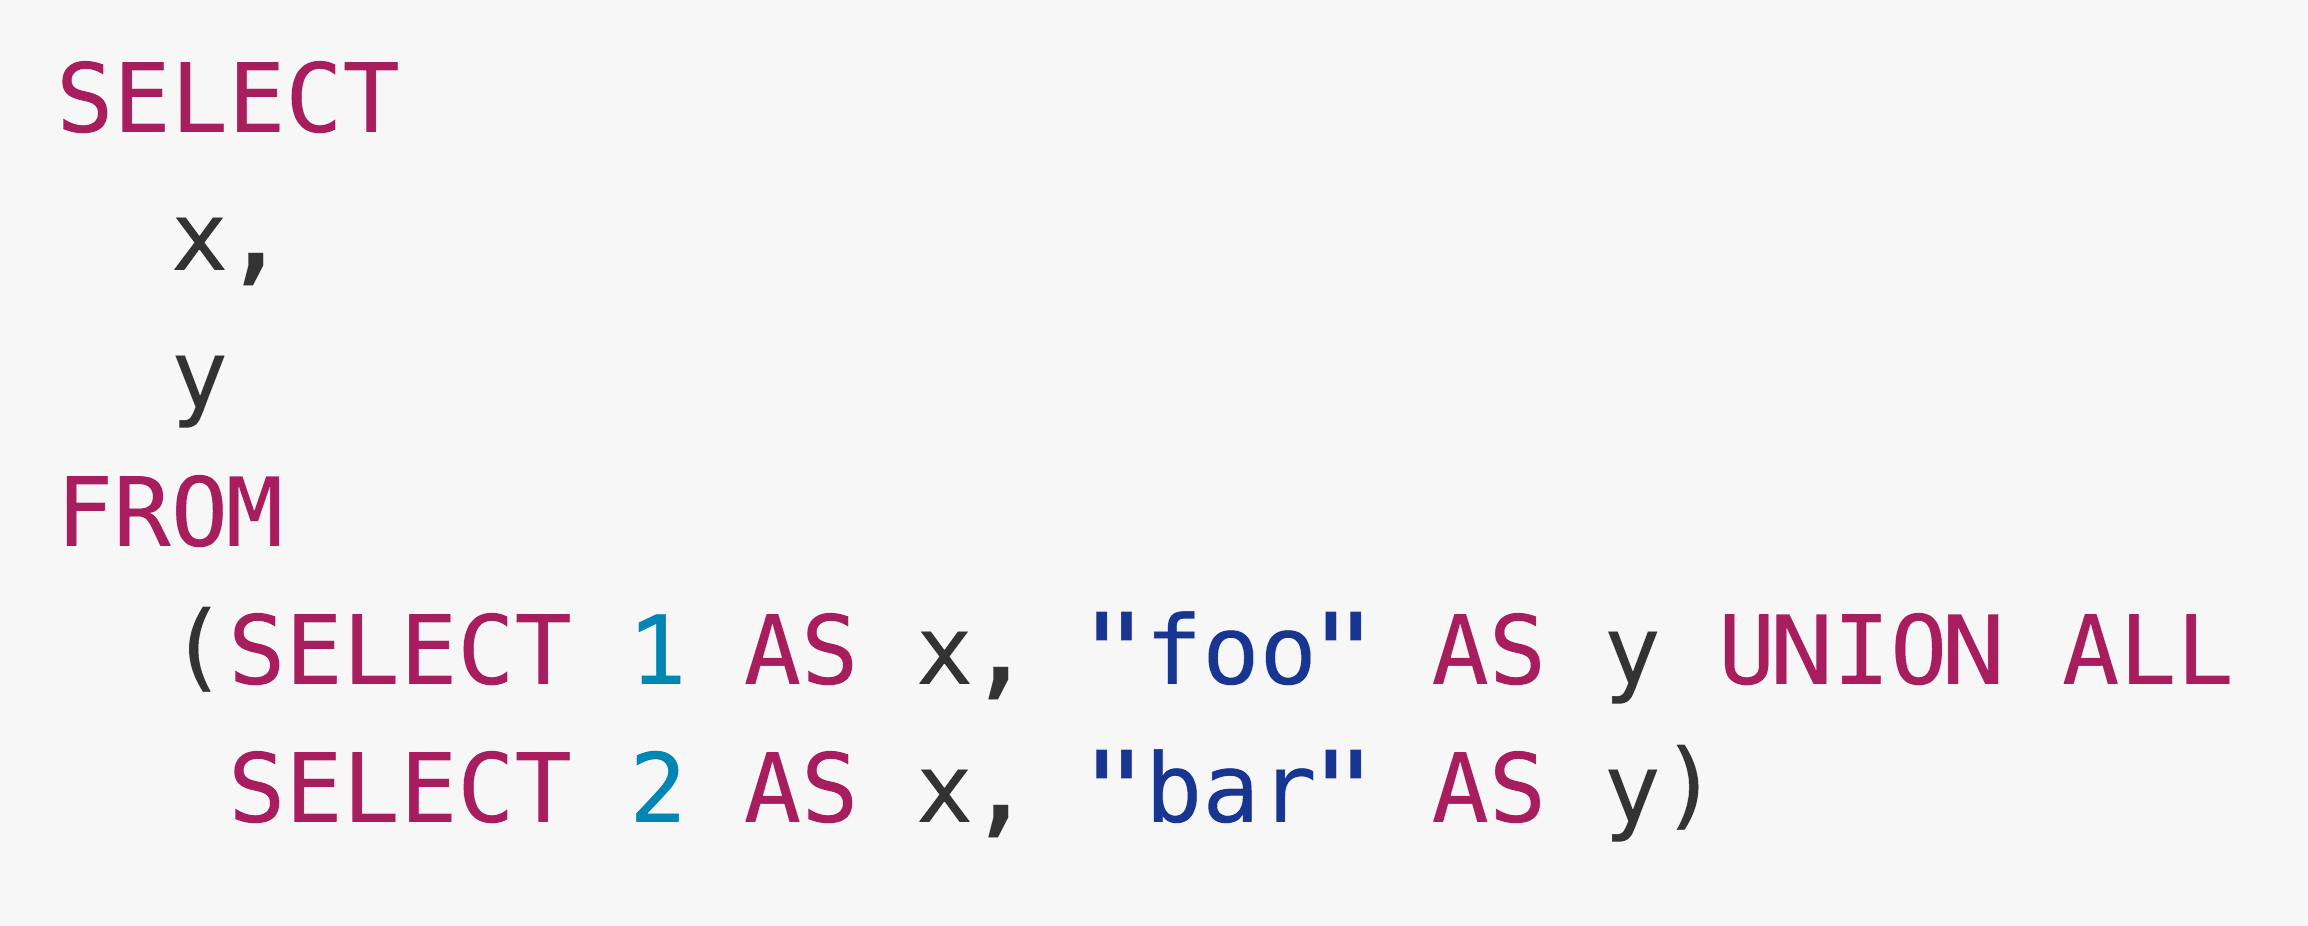 SELECT
  x,
  y
FROM
  (SELECT 1 AS x, "foo" AS y UNION ALL
   SELECT 2 AS x, "bar" AS y)